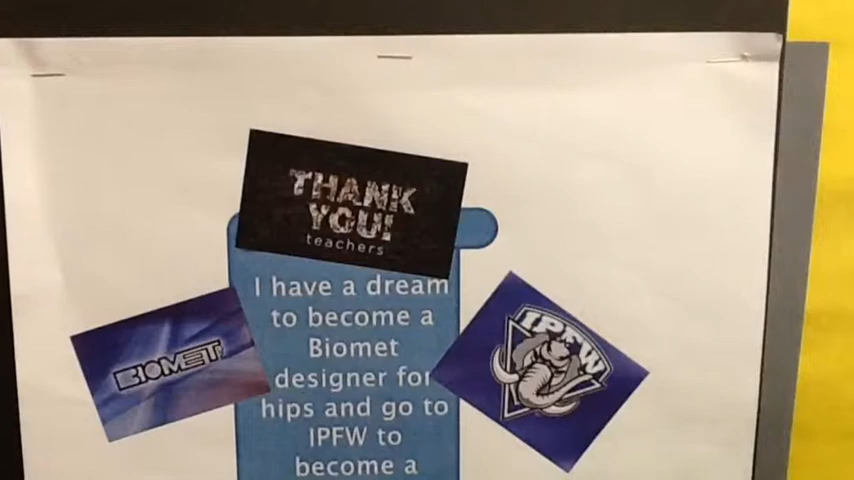 THANK
YOU!
teachers
I have a dream
to become a
Biomet
designer for
hips and go to
IPFW to
become a
BIOMET
IPFW